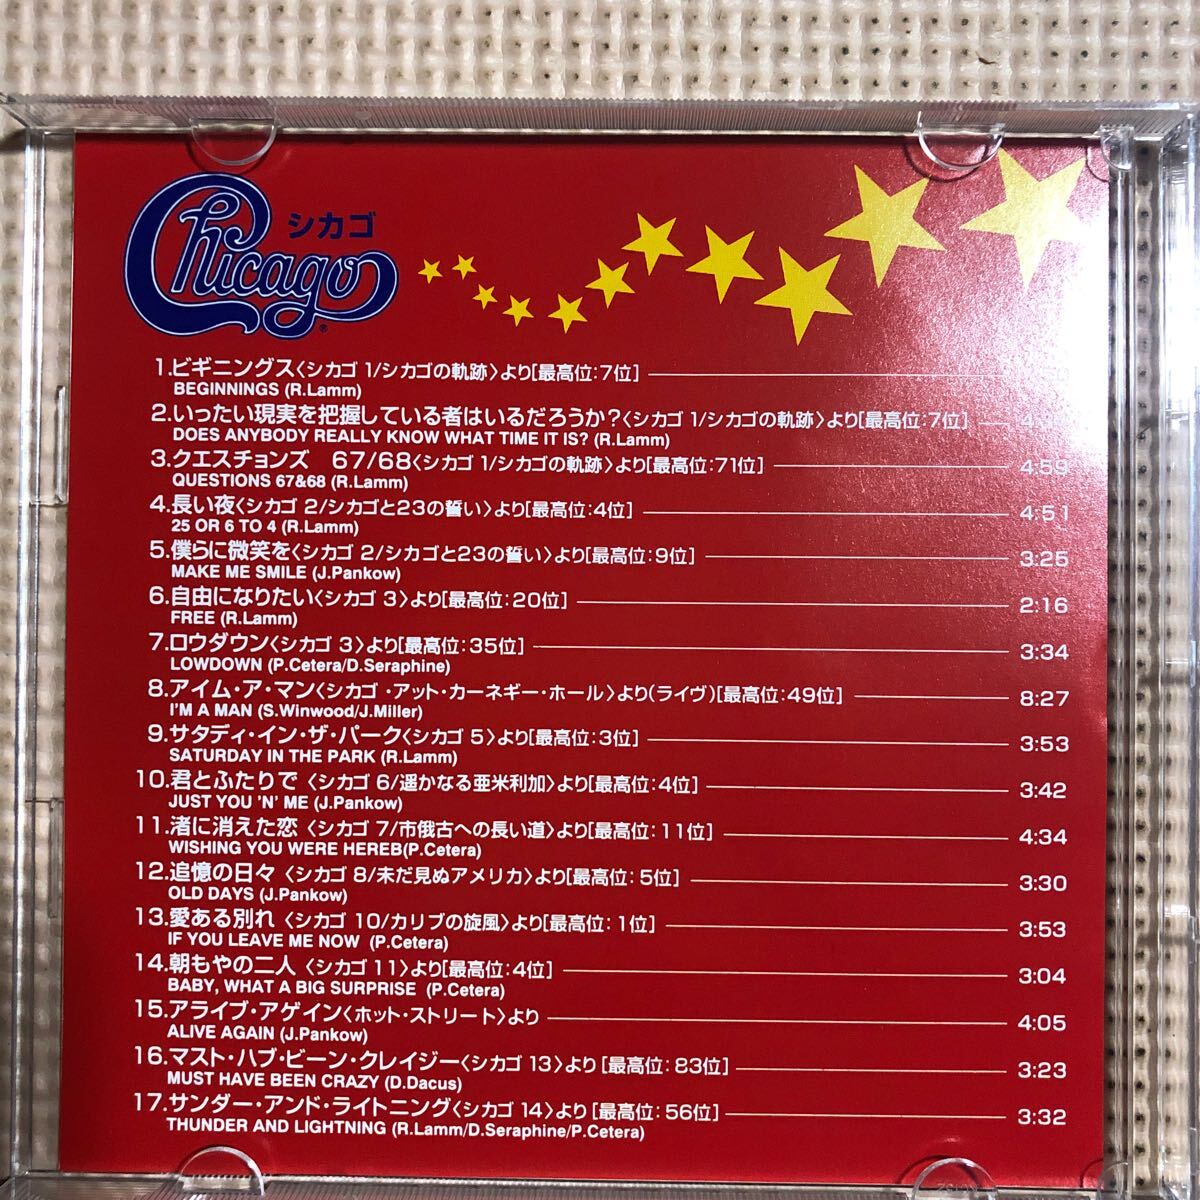 Chicago シカゴ
®
1.ビギニングス〈シカゴ 1/シカゴの軌跡〉より[最高位:7位]
BEGINNINGS (R.Lamm)
2.いったい現実を把握している者はいるだろうか?〈シカゴ 1/シカゴの軌跡〉より[最高位:7位]
DOES ANYBODY REALLY KNOW WHAT TIME IT IS? (R.Lamm)
3.クエスチョンズ 67/68〈シカゴ 1/シカゴの軌跡〉より[最高位:71位] 4:59
QUESTIONS 67&68 (R.Lamm)
4.長い夜〈シカゴ 2/シカゴと23の誓い〉より[最高位:4位] 4:51
25 OR 6 TO 4 (R.Lamm)
5.僕らに微笑を〈シカゴ 2/シカゴと23の誓い〉より[最高位:9位] 3:25
MAKE ME SMILE (J.Pankow)
6.自由になりたい〈シカゴ 3〉より[最高位:20位] 2:16
FREE (R.Lamm)
7.ロウダウン〈シカゴ 3〉より[最高位:35位] 3:34
LOWDOWN (P.Cetera/D.Seraphine)
8.アイム・ア・マン〈シカゴ・アット・カーネギー・ホール〉より(ライヴ)[最高位:49位] 8:27
I'M A MAN (S.Winwood/J.Miller)
9.サタディ・イン・ザ・パーク〈シカゴ 5〉より[最高位:3位] 3:53
SATURDAY IN THE PARK (R.Lamm)
10.君とふたりで 〈シカゴ 6/遥かなる亜米利加〉より[最高位:4位] 3:42
JUST YOU 'N' ME (J.Pankow)
11.渚に消えた恋 〈シカゴ 7/市俄古への長い道〉より[最高位:11位] 4:34
WISHING YOU WERE HEREB(P.Cetera)
12.追憶の日々 〈シカゴ 8/未だ見ぬアメリカ〉より[最高位:5位] 3:30
OLD DAYS (J.Pankow)
13.愛ある別れ 〈シカゴ 10/カリブの旋風〉より[最高位:1位] 3:53
IF YOU LEAVE ME NOW (P.Cetera)
14.朝もやの二人 〈シカゴ 11〉より[最高位:4位] 3:04
BABY, WHAT A BIG SURPRISE (P.Cetera)
15.アライブ・アゲイン〈ホット・ストリート〉より 4:05
ALIVE AGAIN (J.Pankow)
16.マスト・ハブ・ビーン・クレイジー〈シカゴ 13〉より [最高位:83位] 3:23
MUST HAVE BEEN CRAZY (D.Dacus)
17.サンダー・アンド・ライトニング〈シカゴ 14〉より [最高位:56位] 3:32
THUNDER AND LIGHTNING (R.Lamm/D.Seraphine/P.Cetera)